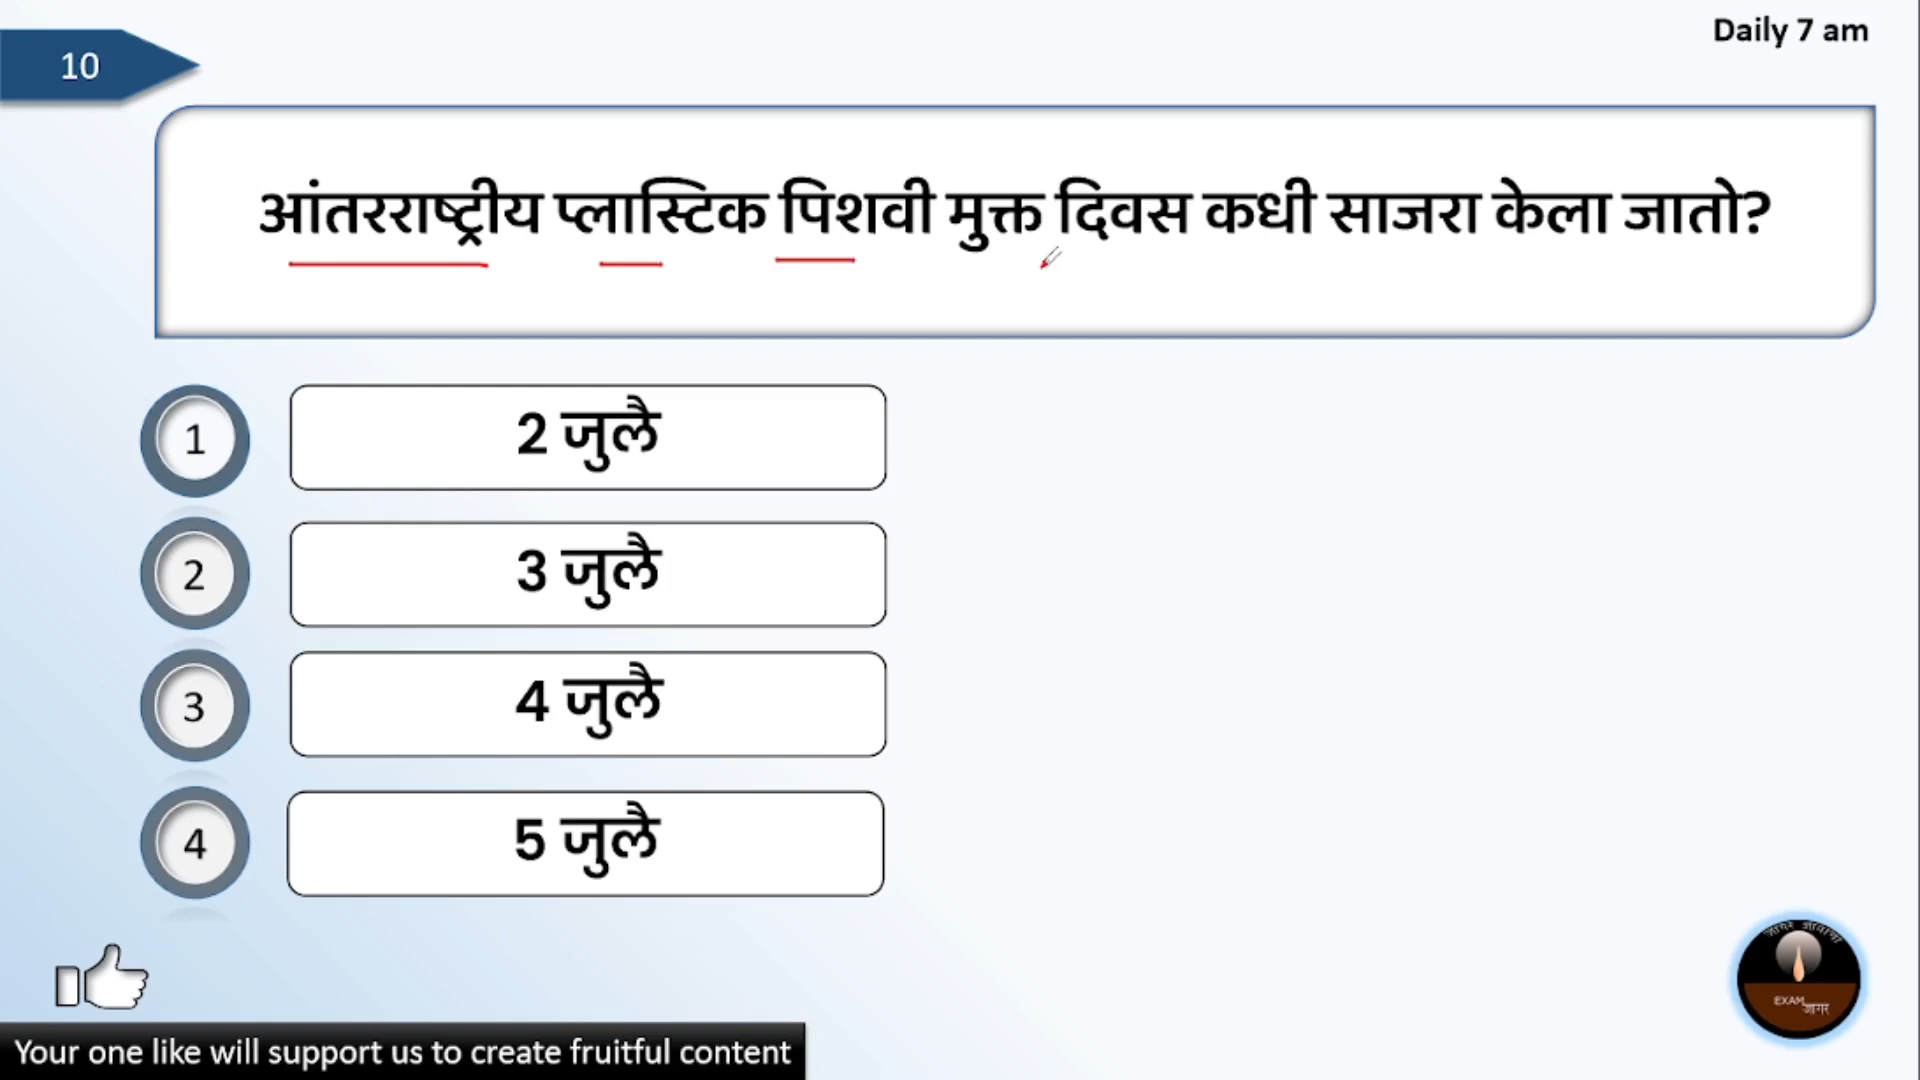 Daily 7 am
10
आंतरराष्ट्रीय प्लास्टिक पिशवी मुक्त दिवस कधी साजरा केला जातो?
1
2 जुलै
2
3 जुलै
3
4 जुलै
4
5 जुलै
EXAM
जागर
Your one like will support us to create fruitful content